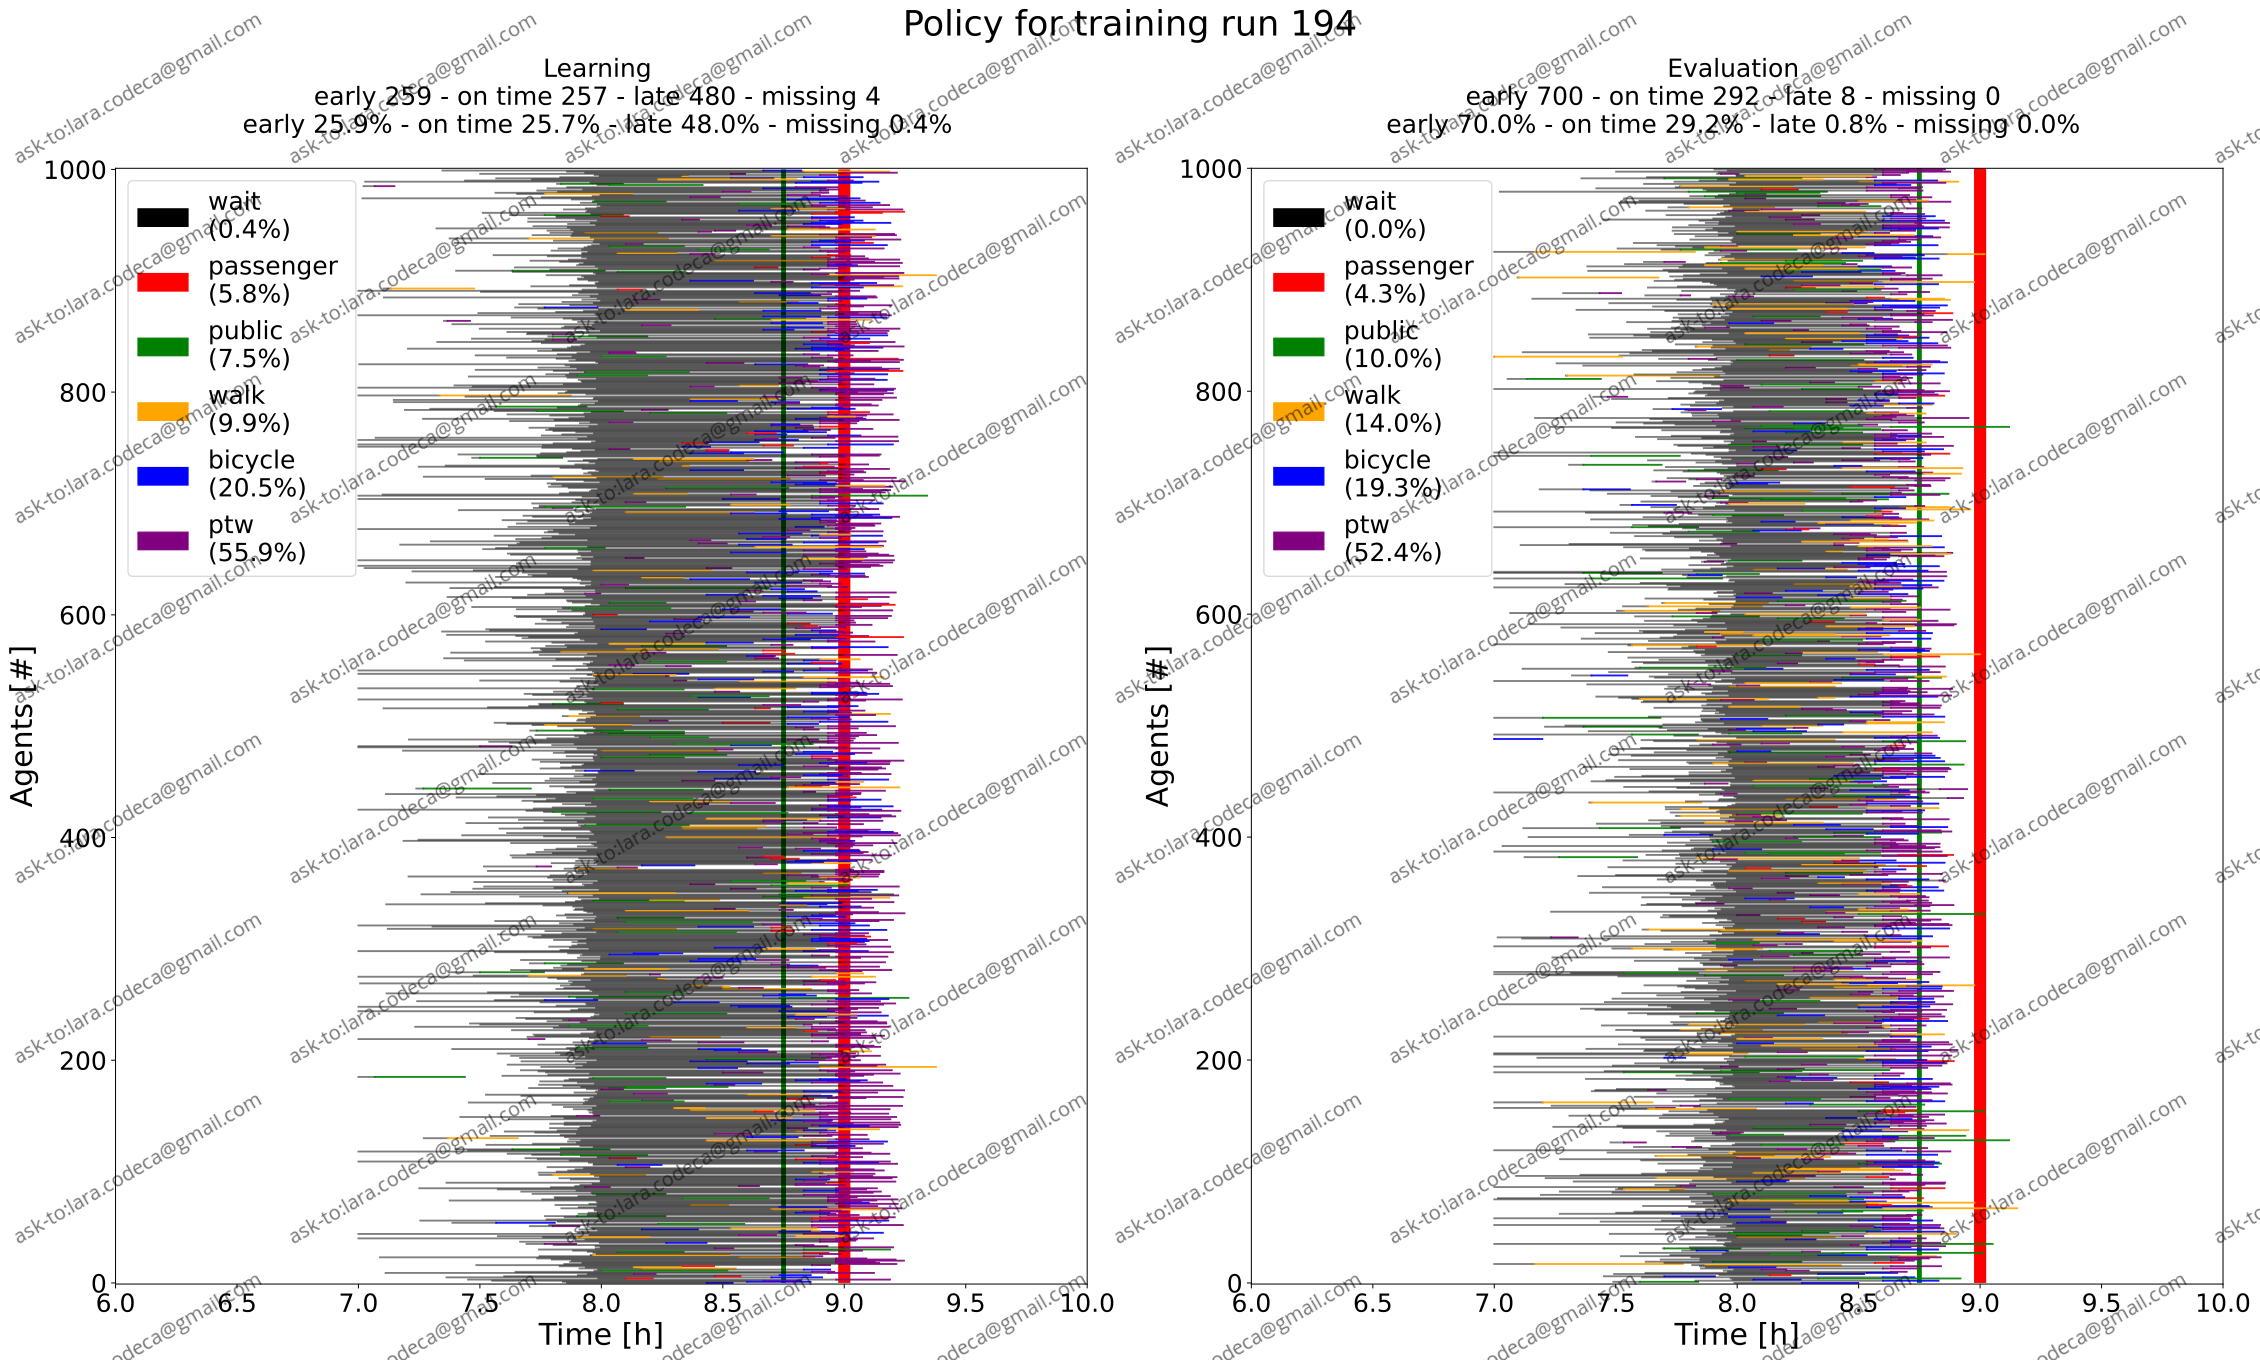 Policy for training run 194
Learning
early 259 - on time 257 - late 480 - missing 4
early 25.9% - on time 25.7% - late 48.0% - missing 0.4%
wait
(0.4%)
passenger
(5.8%)
public
(7.5%)
walk
(9.9%)
bicycle
(20.5%)
ptw
(55.9%)
1000
800
600
400
200
0
Agents [#]
6.0 6.5 7.0 7.5 8.0 8.5 9.0 9.5 10.0
Time [h]
Evaluation
early 700 - on time 292 - late 8 - missing 0
early 70.0% - on time 29.2% - late 0.8% - missing 0.0%
wait
(0.0%)
passenger
(4.3%)
public
(10.0%)
walk
(14.0%)
bicycle
(19.3%)
ptw
(52.4%)
1000
800
600
400
200
0
Agents [#]
6.0 6.5 7.0 7.5 8.0 8.5 9.0 9.5 10.0
Time [h]
ask-to:lara.codeca@gmail.com